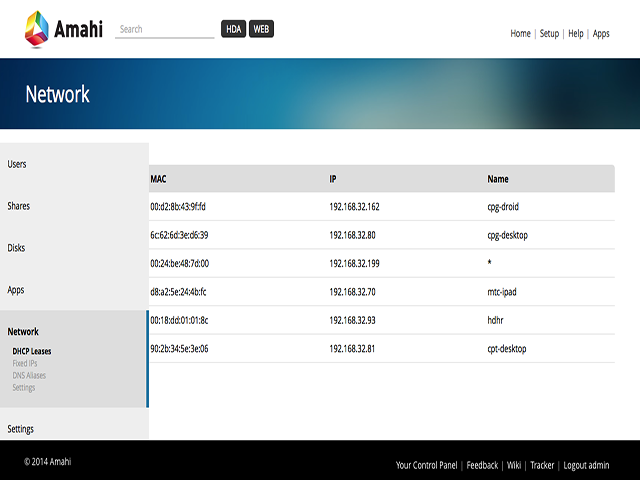 Amahi Search HDA WEB Home | Setup | Help | Apps
Network
Users
Shares
Disks
Apps
Network
DHCP Leases
Fixed IPs
DNS Aliases
Settings
Settings
MAC IP Name
00:d2:8b:43:9f:fd 192.168.32.162 cpg-droid
6c:62:6d:3e:d6:39 192.168.32.80 cpg-desktop
00:24:be:48:7d:00 192.168.32.199 *
d8:a2:5e:24:4b:fc 192.168.32.70 mtc-ipad
00:18:dd:01:01:8c 192.168.32.93 hdhr
90:2b:34:5e:3e:06 192.168.32.81 cpt-desktop
© 2014 Amahi Your Control Panel | Feedback | Wiki | Tracker | Logout admin